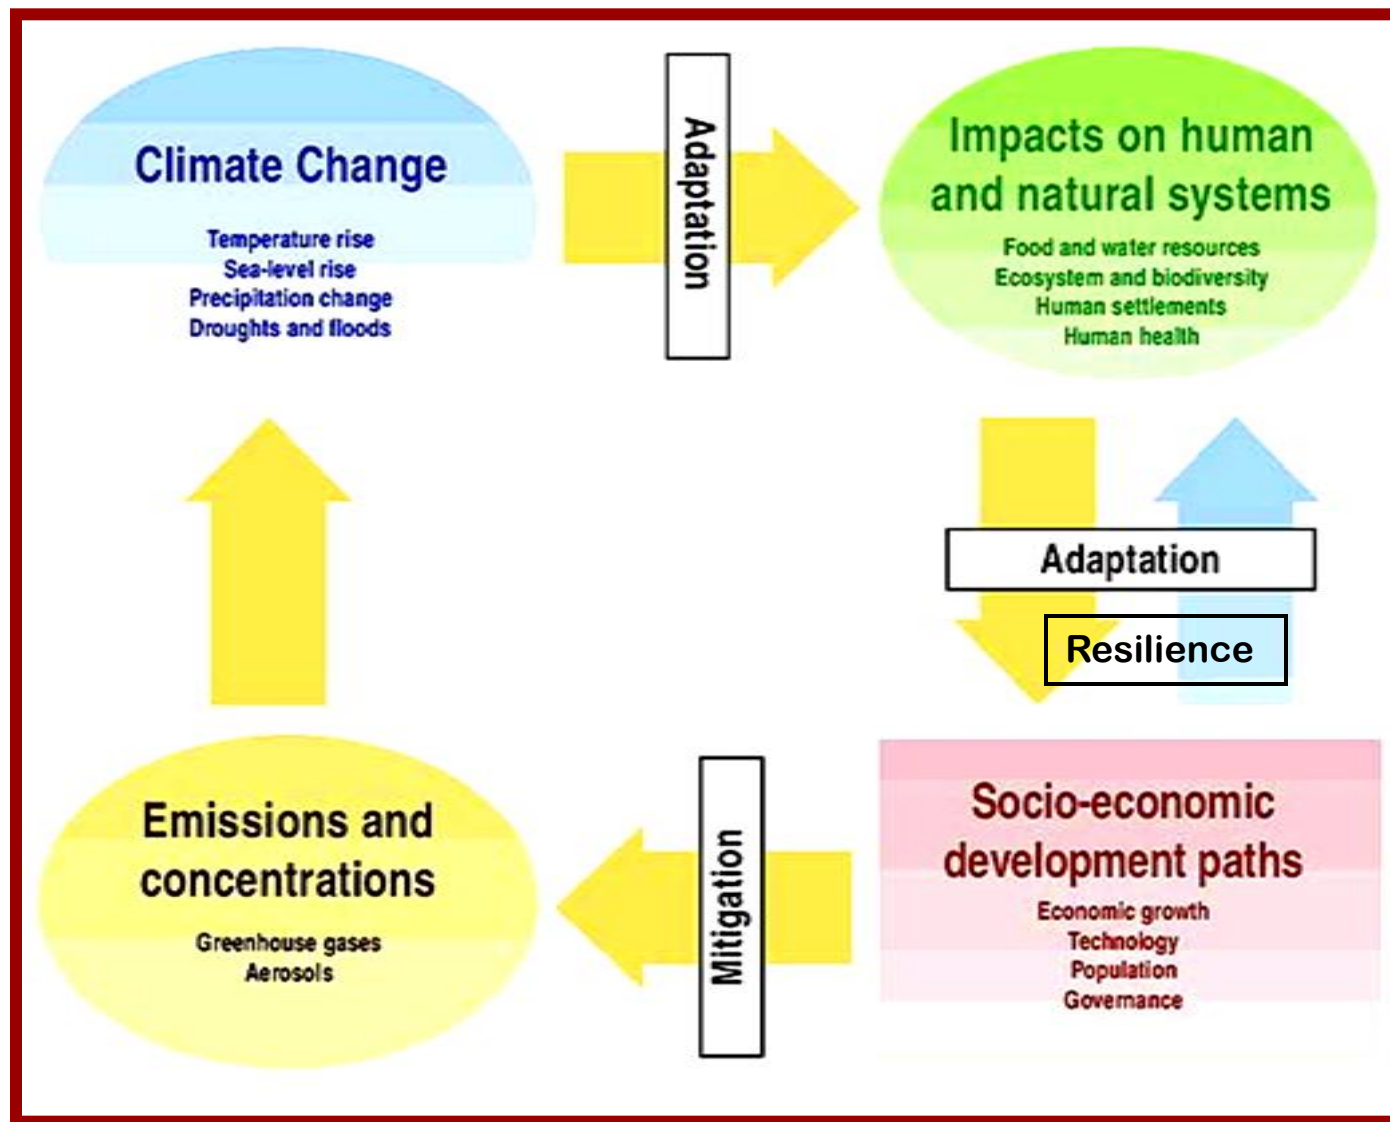 Climate Change
Temperature rise
Sea-level rise
Precipitation change
Droughts and floods
Adaptation
Impacts on human
and natural systems
Food and water resources
Ecosystem and biodiversity
Human settlements
Human health
Adaptation
Resilience
Emissions and
concentrations
Greenhouse gases
Aerosols
Mitigation
Socio-economic
development paths
Economic growth
Technology
Population
Governance